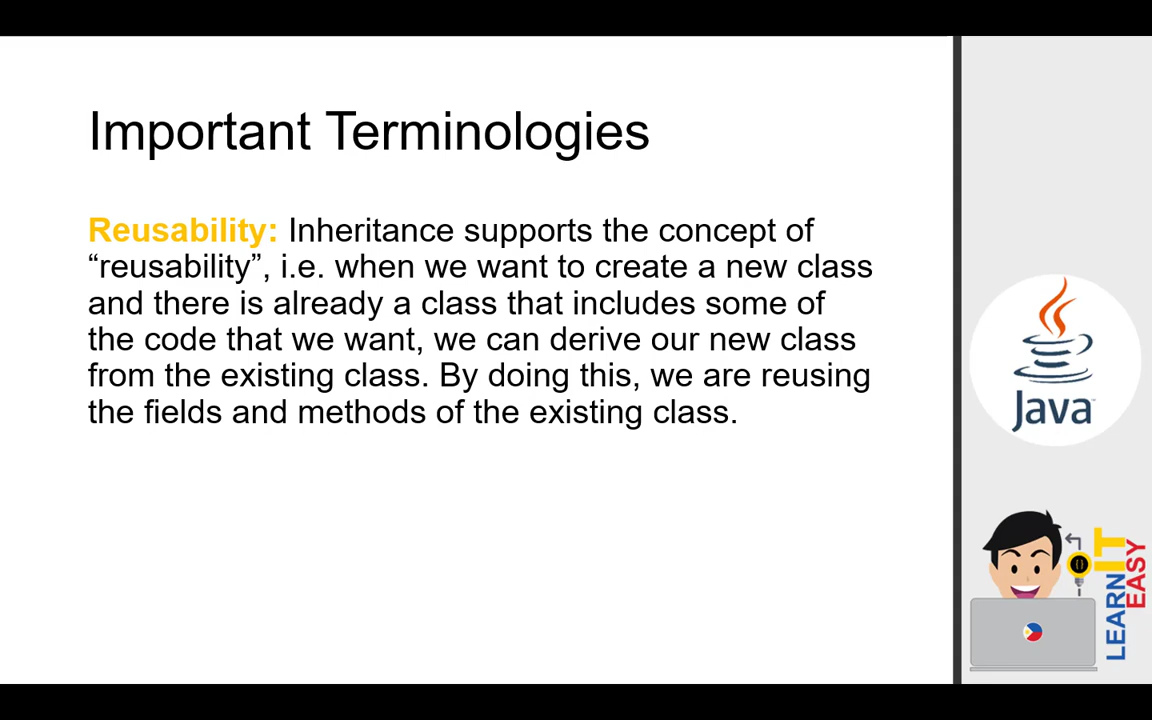 Important Terminologies
Reusability: Inheritance supports the concept of
“reusability”, i.e. when we want to create a new class
and there is already a class that includes some of
the code that we want, we can derive our new class
from the existing class. By doing this, we are reusing
the fields and methods of the existing class.
Java™
LEARN IT
EASY